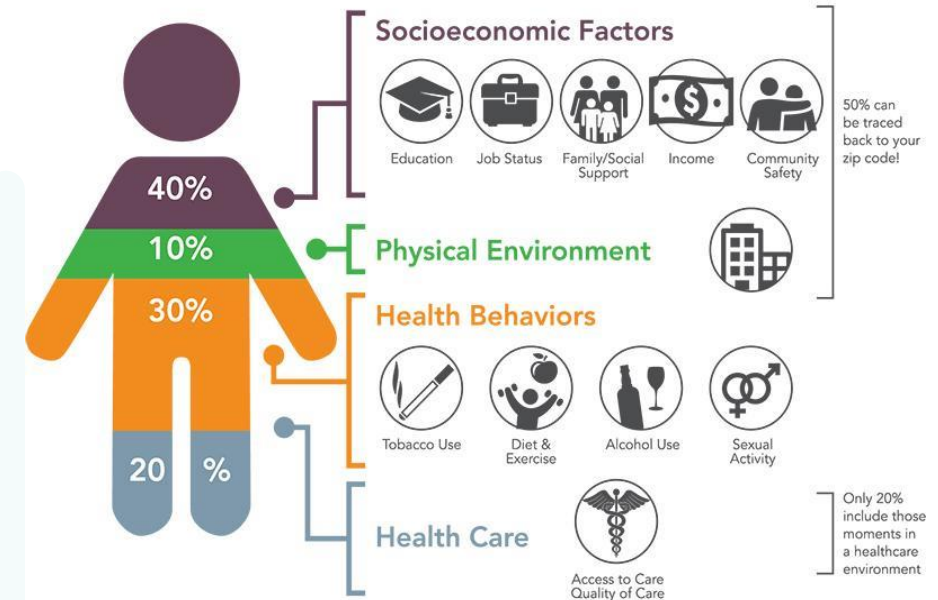 Socioeconomic Factors
Education
Job Status
Family/Social
Support
Income
Community
Safety
50% can
be traced
back to your
zip code!
40%
10%
Physical Environment
30%
Health Behaviors
Tobacco Use
Diet &
Exercise
Alcohol Use
Sexual
Activity
20 %
Health Care
Access to Care
Quality of Care
Only 20%
include those
moments in
a healthcare
environment